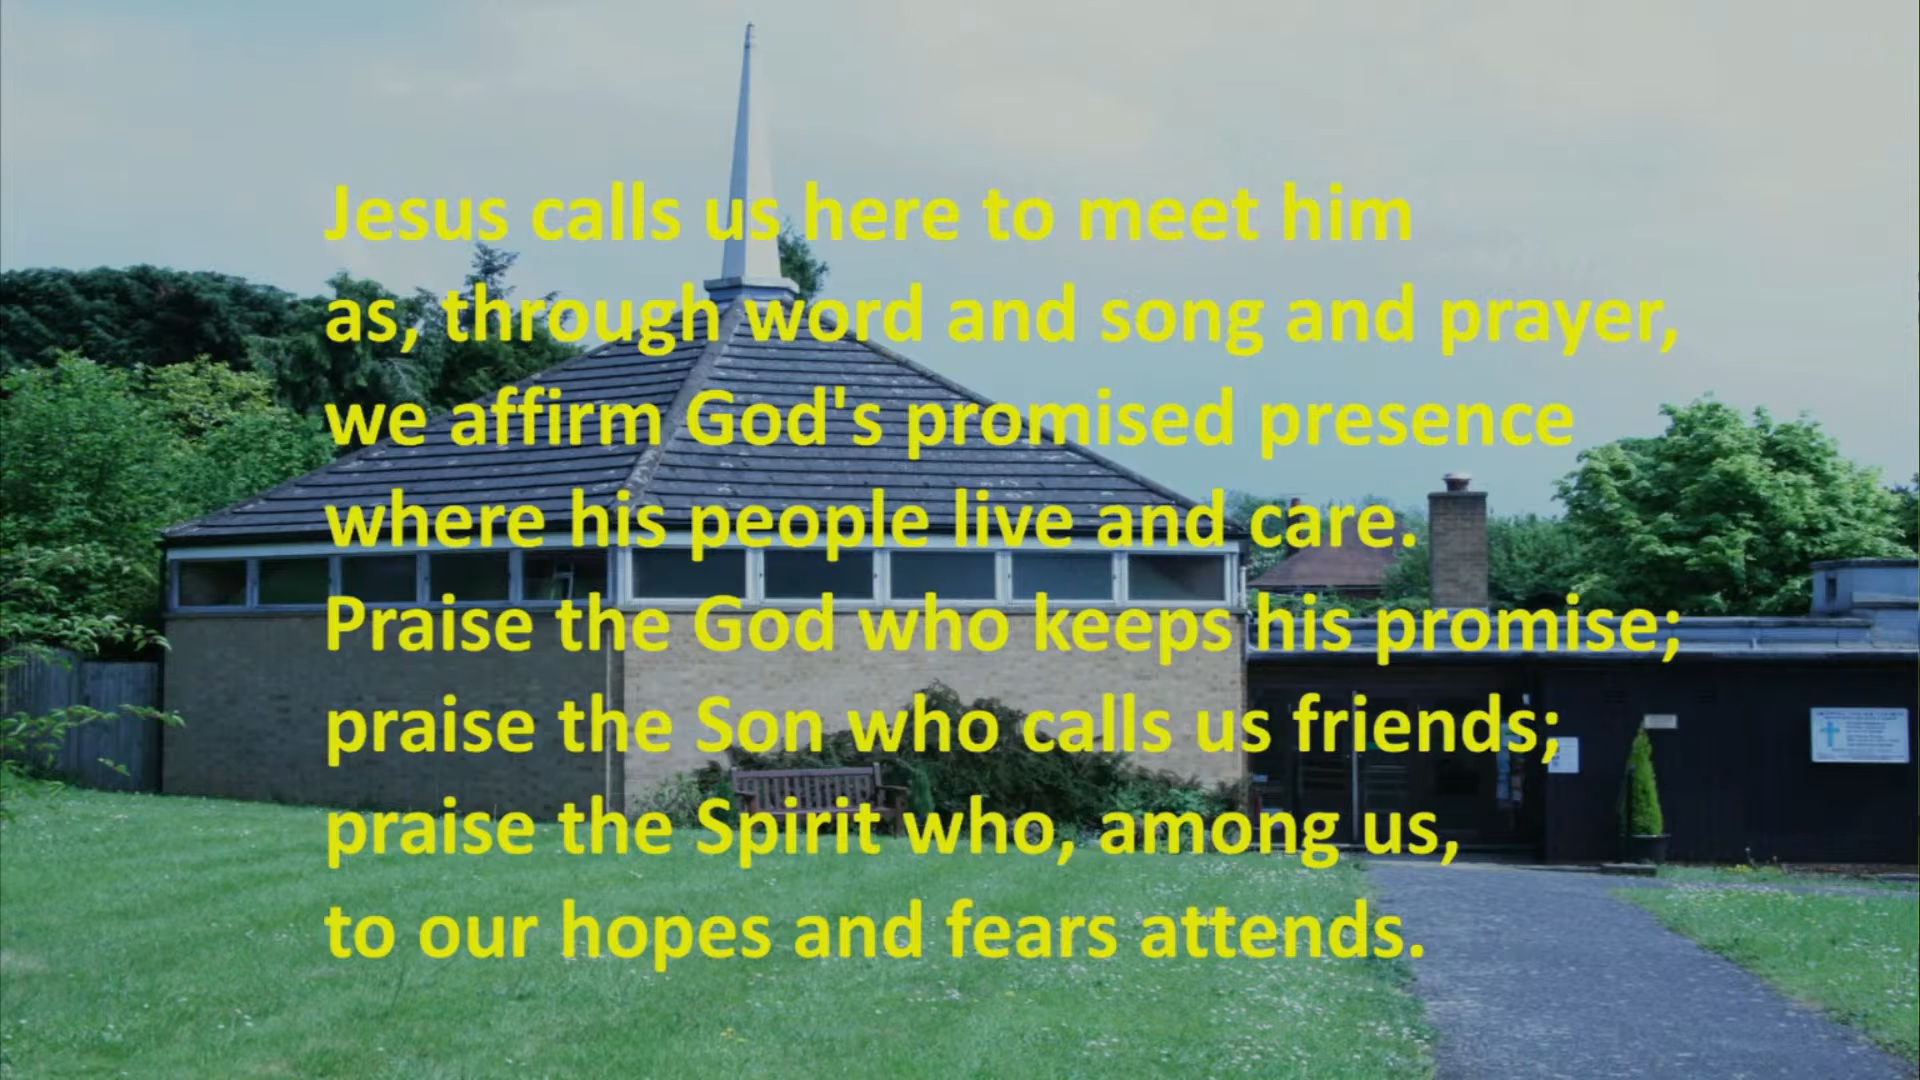 Jesus calls us here to meet him
as, through word and song and prayer,
we affirm God's promised presence
where his people live and care.
Praise the God who keeps his promise;
praise the Son who calls us friends;
praise the Spirit who, among us,
to our hopes and fears attends.